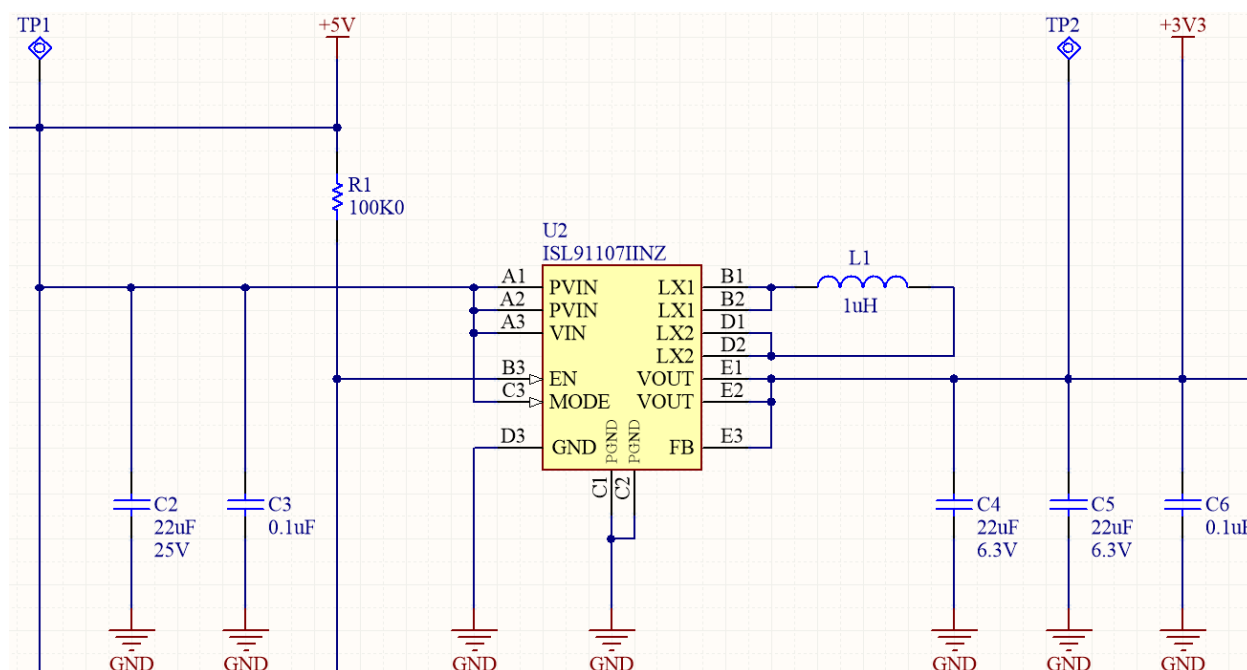 TP1
+5V
TP2
+3V3
R1
100K0
U2
ISL91107IINZ
L1
1uH
A1 PVIN
A2 PVIN
A3 VIN
B3 EN
C3 MODE
D3 GND
LX1 B1
LX1 B2
LX2 D1
LX2 D2
VOUT E1
VOUT E2
FB E3
PGND
PGND
C1
C2
C2
22uF
25V
C3
0.1uF
C4
22uF
6.3V
C5
22uF
6.3V
C6
0.1uF
GND
GND
GND
GND
GND
GND
GND